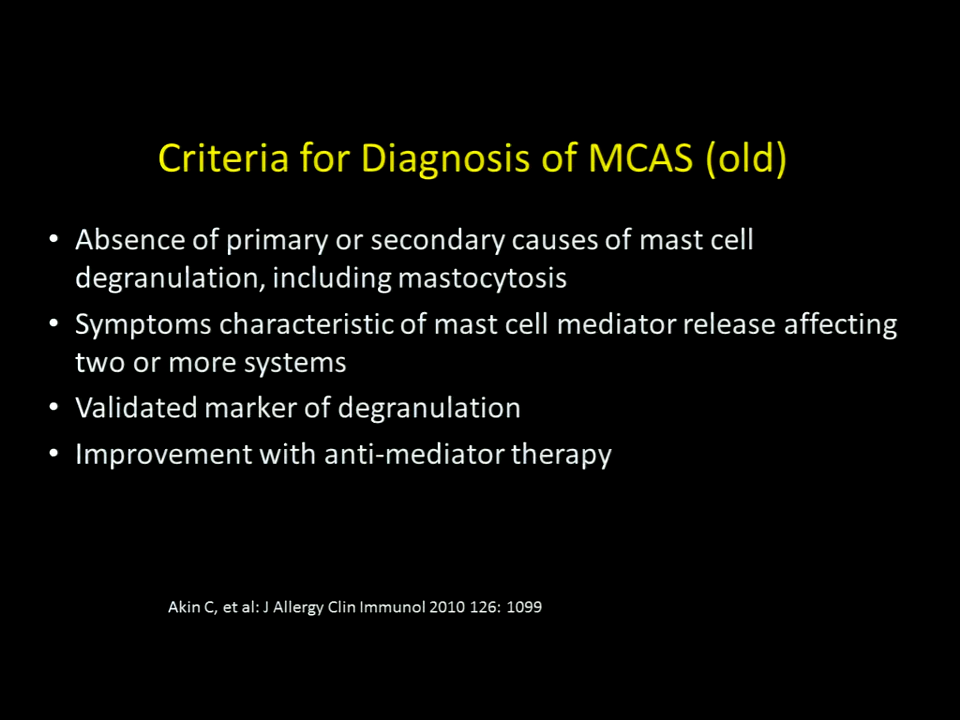 Criteria for Diagnosis of MCAS (old)
• Absence of primary or secondary causes of mast cell
degranulation, including mastocytosis
• Symptoms characteristic of mast cell mediator release affecting
two or more systems
• Validated marker of degranulation
• Improvement with anti-mediator therapy
Akin C, et al: J Allergy Clin Immunol 2010 126: 1099